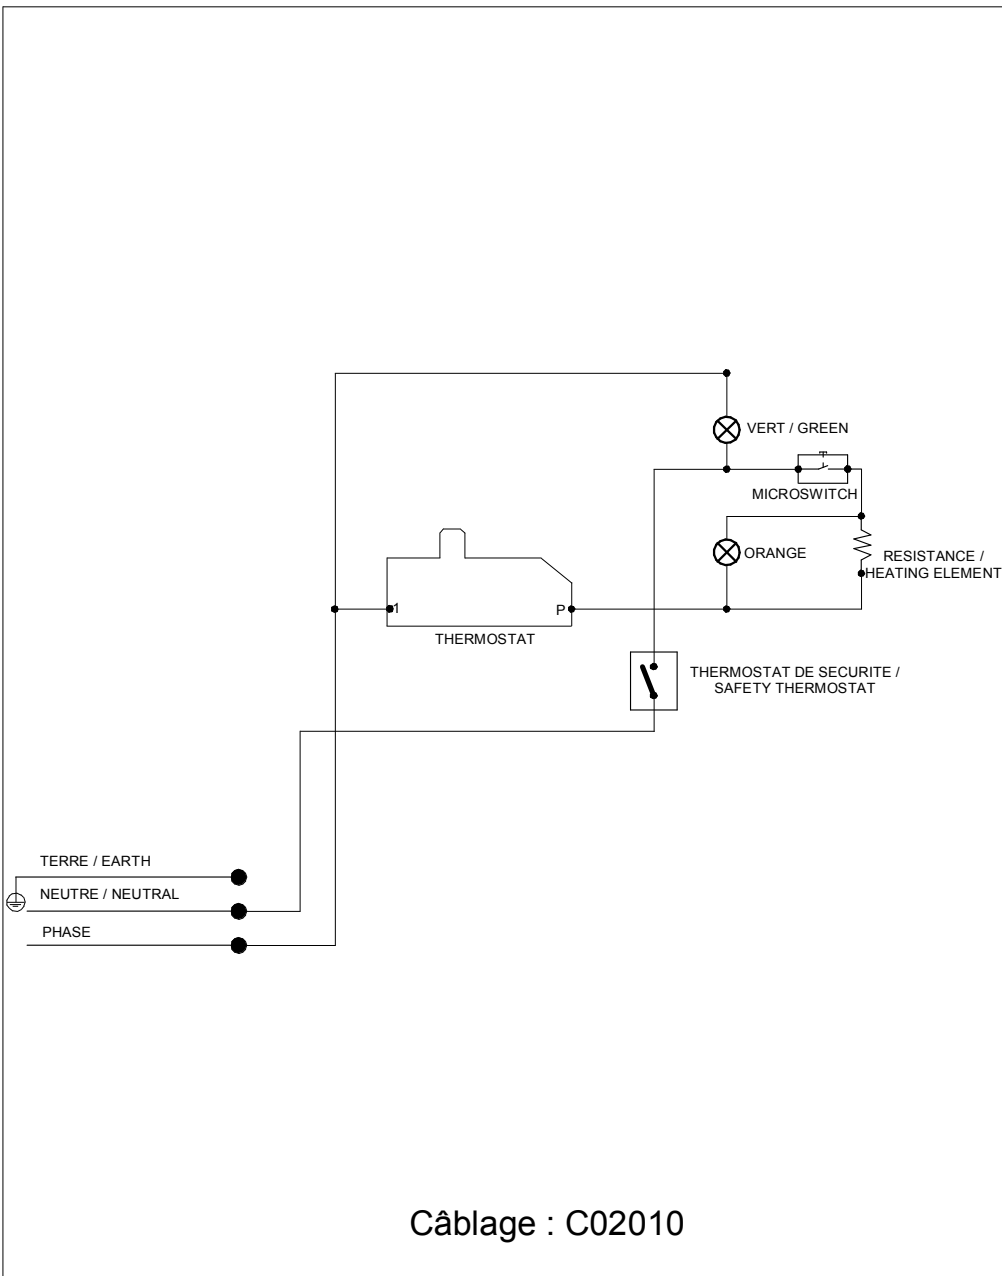 VERT / GREEN
MICROSWITCH
ORANGE
RESISTANCE /
HEATING ELEMENT
1
P
THERMOSTAT
THERMOSTAT DE SECURITE /
SAFETY THERMOSTAT
TERRE / EARTH
NEUTRE / NEUTRAL
PHASE
Câblage : C02010